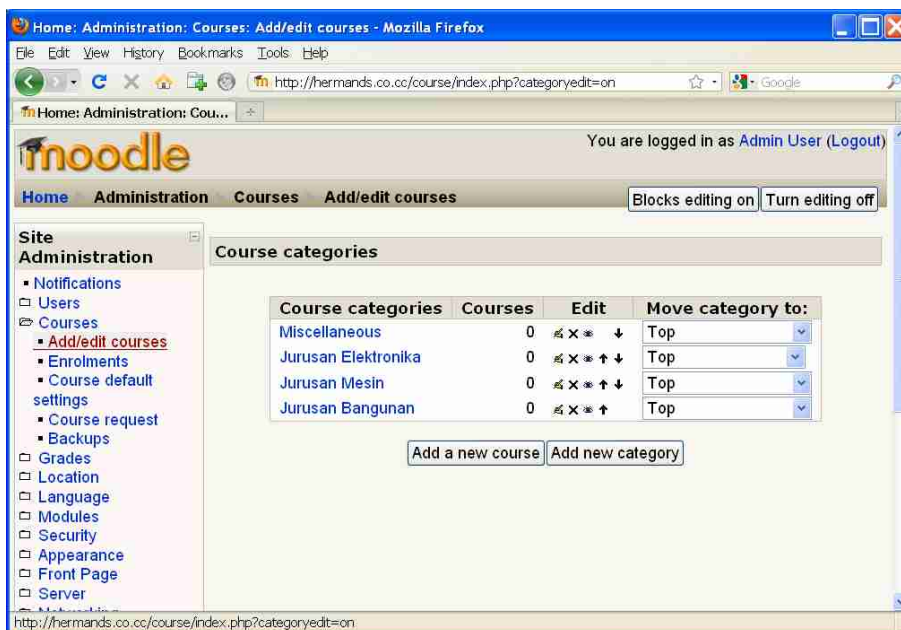 Home: Administration: Courses: Add/edit courses - Mozilla Firefox
File Edit View History Bookmarks Tools Help
http://hermands.co.cc/course/index.php?categoryedit=on
Google
Home: Administration: Cou...
moodle
You are logged in as Admin User (Logout)
Home Administration Courses Add/edit courses
Blocks editing on Turn editing off
Site Administration
Notifications
Users
Courses
Add/edit courses
Enrolments
Course default
settings
Course request
Backups
Grades
Location
Language
Modules
Security
Appearance
Front Page
Server
Course categories
Course categories Courses Edit Move category to:
Miscellaneous 0 Top
Jurusan Elektronika 0 Top
Jurusan Mesin 0 Top
Jurusan Bangunan 0 Top
Add a new course Add new category
http://hermands.co.cc/course/index.php?categoryedit=on